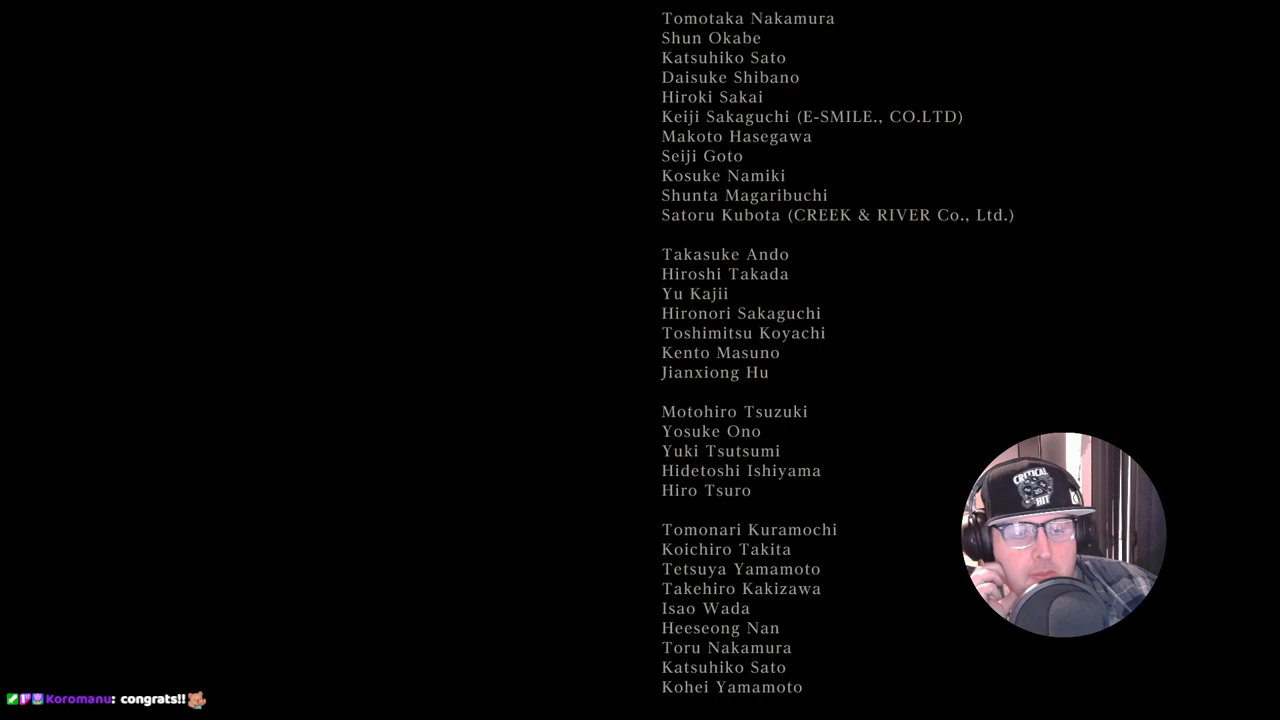 Tomotaka Nakamura
Shun Okabe
Katsuhiko Sato
Daisuke Shibano
Hiroki Sakai
Keiji Sakaguchi (E-SMILE., CO.LTD)
Makoto Hasegawa
Seiji Goto
Kosuke Namiki
Shunta Magaribuchi
Satoru Kubota (CREEK & RIVER Co., Ltd.)
Takasuke Ando
Hiroshi Takada
Yu Kajii
Hironori Sakaguchi
Toshimitsu Koyachi
Kento Masuno
Jianxiong Hu
Motohiro Tsuzuki
Yosuke Ono
Yuki Tsutsumi
Hidetoshi Ishiyama
Hiro Tsuro
Tomonari Kuramochi
Koichiro Takita
Tetsuya Yamamoto
Takehiro Kakizawa
Isao Wada
Heeseong Nan
Toru Nakamura
Katsuhiko Sato
Kohei Yamamoto
CRITICAL
HIT
Koromanu: congrats!!